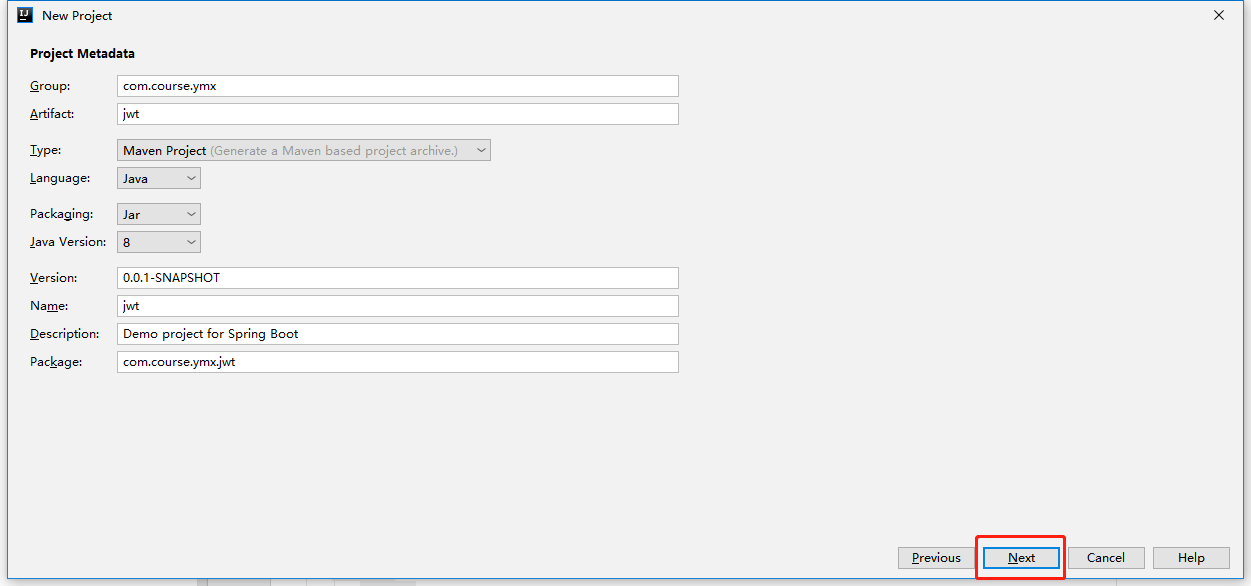 IJ New Project
Project Metadata
Group: com.course.ymx
Artifact: jwt
Type: Maven Project (Generate a Maven based project archive.)
Language: Java
Packaging: Jar
Java Version: 8
Version: 0.0.1-SNAPSHOT
Name: jwt
Description: Demo project for Spring Boot
Package: com.course.ymx.jwt
Previous Next Cancel Help